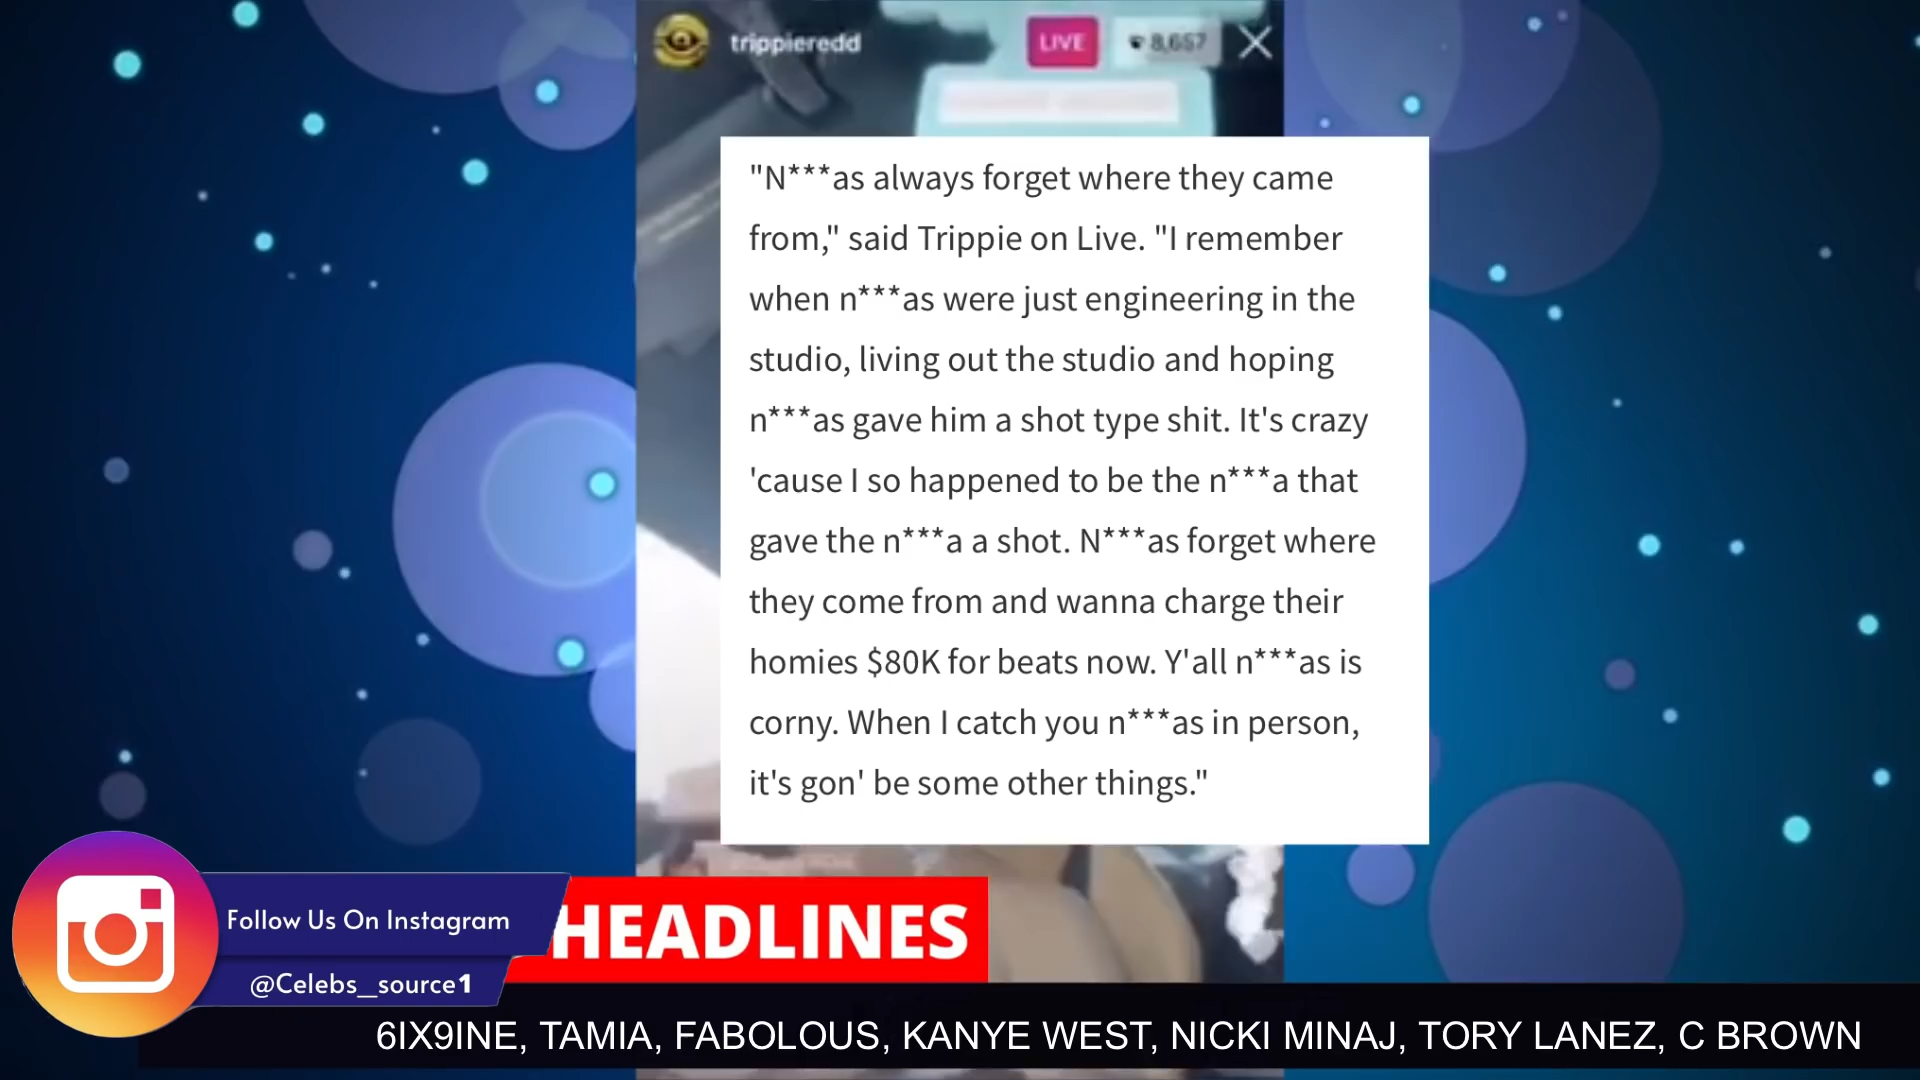 trippieredd
LIVE
8,657
"N***as always forget where they came
from," said Trippie on Live. "I remember
when n***as were just engineering in the
studio, living out the studio and hoping
n***as gave him a shot type shit. It's crazy
'cause I so happened to be the n***a that
gave the n***a a shot. N***as forget where
they come from and wanna charge their
homies $80K for beats now. Y'all n***as is
corny. When I catch you n***as in person,
it's gon' be some other things."
HEADLINES
Follow Us On Instagram
@Celebs_source1
6IX9INE, TAMIA, FABOLOUS, KANYE WEST, NICKI MINAJ, TORY LANEZ, C BROWN